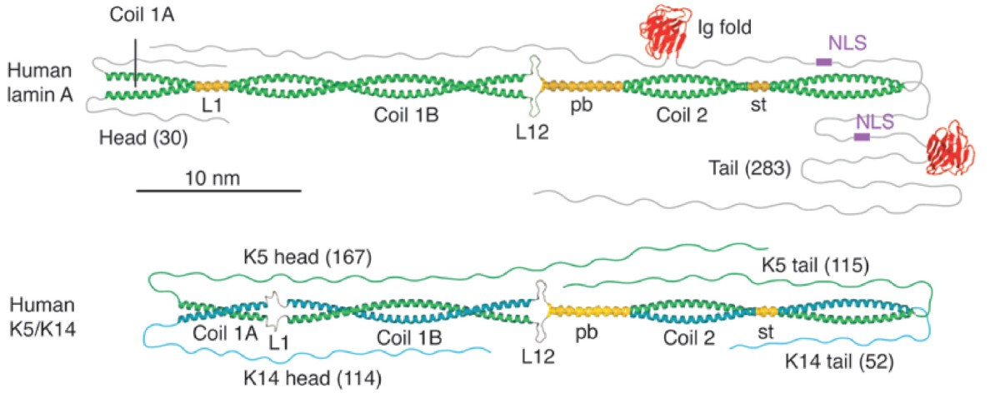 Coil 1A
Ig fold
NLS
Human
lamin A
L1
Coil 1B
L12
pb
Coil 2
st
Head (30)
NLS
Tail (283)
10 nm
K5 head (167)
K5 tail (115)
Human
K5/K14
Coil 1A
L1
Coil 1B
L12
pb
Coil 2
st
K14 head (114)
K14 tail (52)